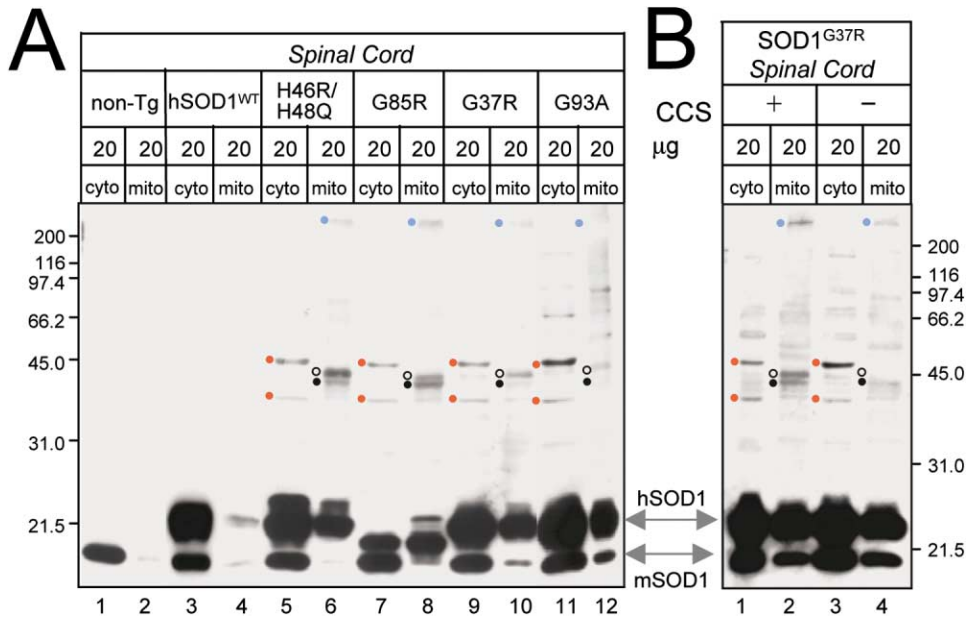 A
Spinal Cord
non-Tg hSOD1WT H46R/ H48Q G85R G37R G93A
20 20 20 20 20 20 20 20 20 20 20 20
cyto mito cyto mito cyto mito cyto mito cyto mito cyto mito
200
116
97.4
66.2
45.0
31.0
21.5
1 2 3 4 5 6 7 8 9 10 11 12
hSOD1
mSOD1
B
SOD1G37R
Spinal Cord
CCS + −
μg 20 20 20 20
cyto mito cyto mito
200
116
97.4
66.2
45.0
31.0
21.5
1 2 3 4